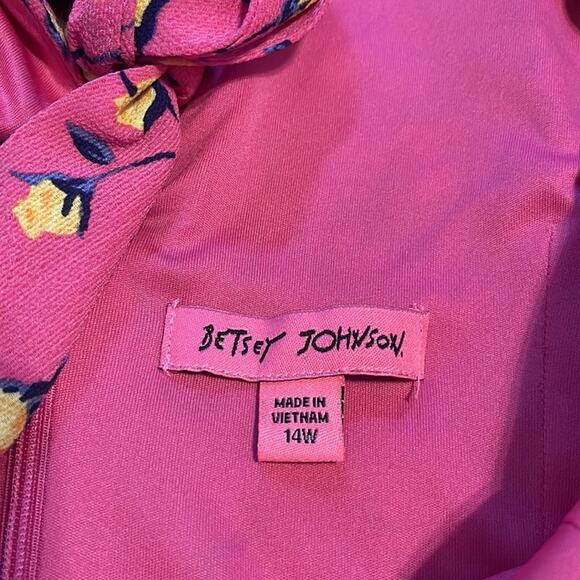 BETSEY JOHNSON.
MADE IN
VIETNAM
14W